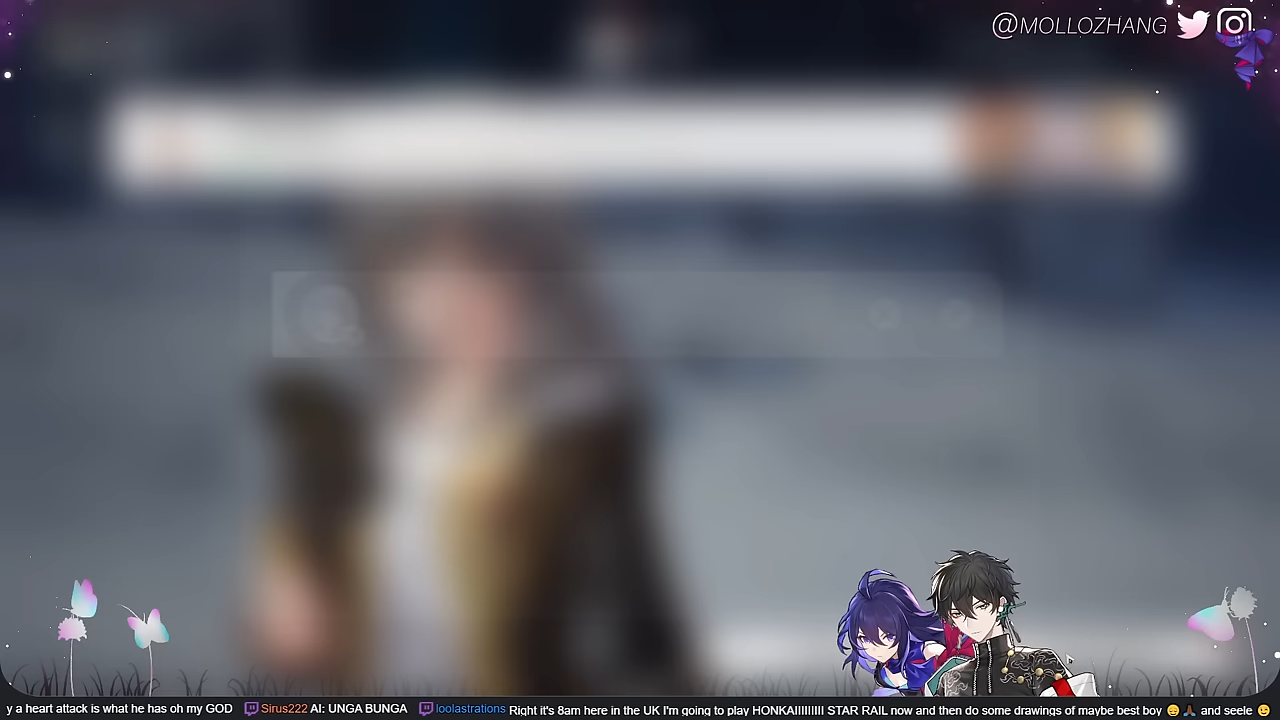 @MOLLOZHANG
y a heart attack is what he has oh my GOD Sirus222 AI: UNGA BUNGA loolastrations Right it's 8am here in the UK I'm going to play HONKAIIIIIIII STAR RAIL now and then do some drawings of maybe best boy 😔 🙏🏿 and seele 😉